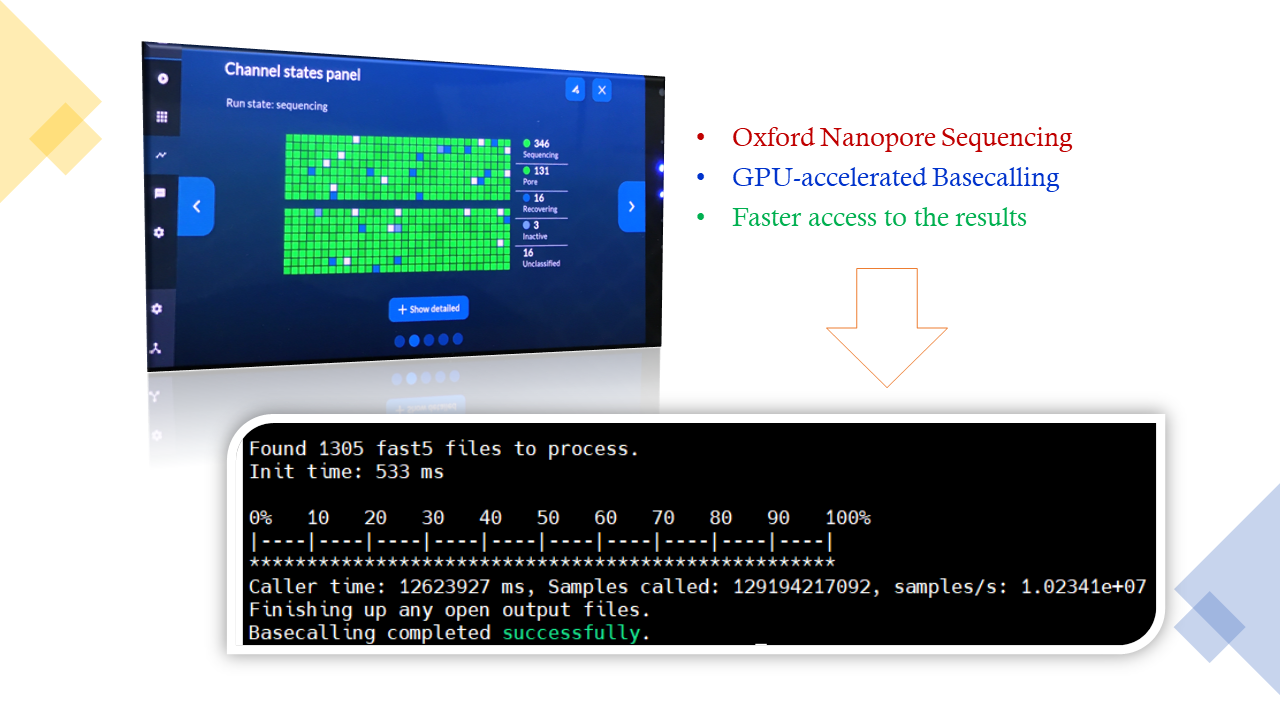 Channel states panel
Run state: sequencing
346
Sequencing
131
Pore
16
Recovering
3
Inactive
16
Unclassified
+ Show detailed
• Oxford Nanopore Sequencing
• GPU-accelerated Basecalling
• Faster access to the results
Found 1305 fast5 files to process.
Init time: 533 ms
0% 10 20 30 40 50 60 70 80 90 100%
|----|----|----|----|----|----|----|----|----|----|
***************************************************
Caller time: 12623927 ms, Samples called: 129194217092, samples/s: 1.02341e+07
Finishing up any open output files.
Basecalling completed successfully.